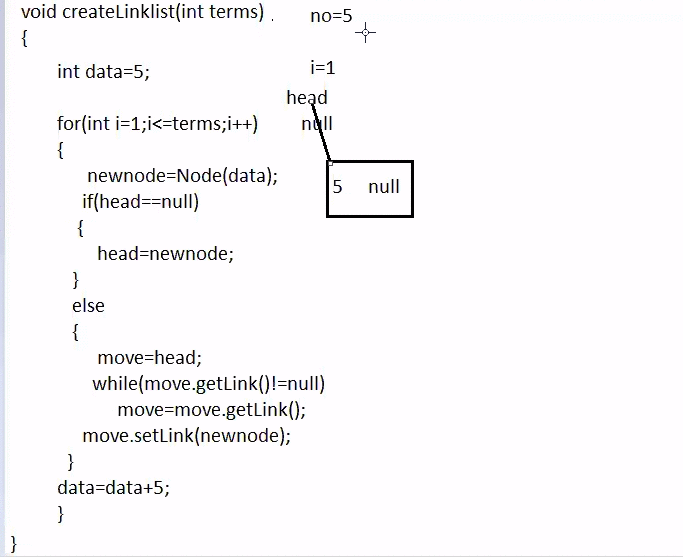 void createLinklist(int terms) .
no=5
{
int data=5;
i=1
head
for(int i=1;i<=terms;i++)
null
{
newnode=Node(data);
5 null
if(head==null)
{
head=newnode;
}
else
{
move=head;
while(move.getLink()!=null)
move=move.getLink();
move.setLink(newnode);
}
data=data+5;
}
}